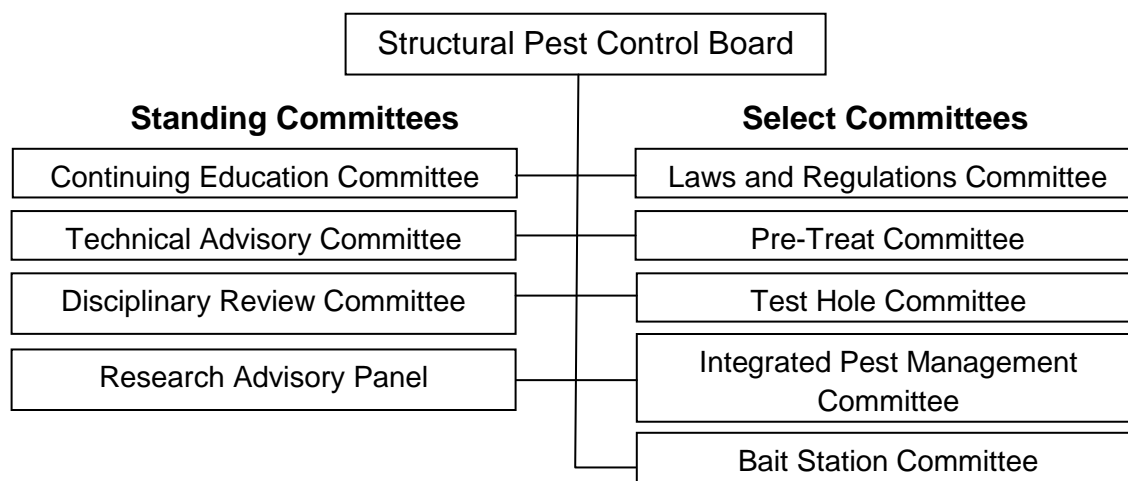 Structural Pest Control Board
Standing Committees
Continuing Education Committee
Technical Advisory Committee
Disciplinary Review Committee
Research Advisory Panel
Select Committees
Laws and Regulations Committee
Pre-Treat Committee
Test Hole Committee
Integrated Pest Management
Committee
Bait Station Committee